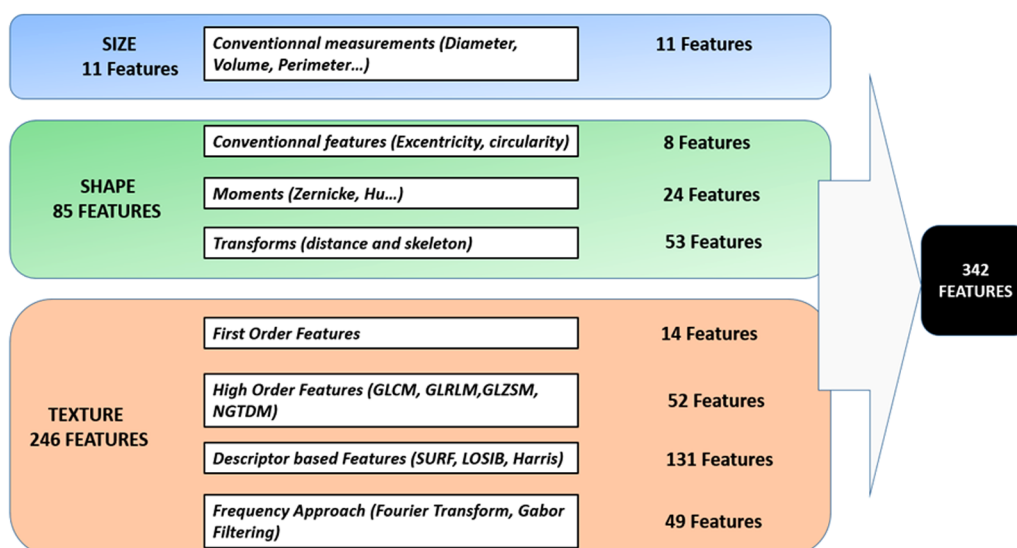 SIZE
11 Features
Conventionnal measurements (Diameter,
Volume, Perimeter...)
11 Features
SHAPE
85 FEATURES
Conventionnal features (Excentricity, circularity)
8 Features
Moments (Zernicke, Hu...)
24 Features
Transforms (distance and skeleton)
53 Features
TEXTURE
246 FEATURES
First Order Features
14 Features
High Order Features (GLCM, GLRLM,GLZSM,
NGTDM)
52 Features
Descriptor based Features (SURF, LOSIB, Harris)
131 Features
Frequency Approach (Fourier Transform, Gabor
Filtering)
49 Features
342
FEATURES